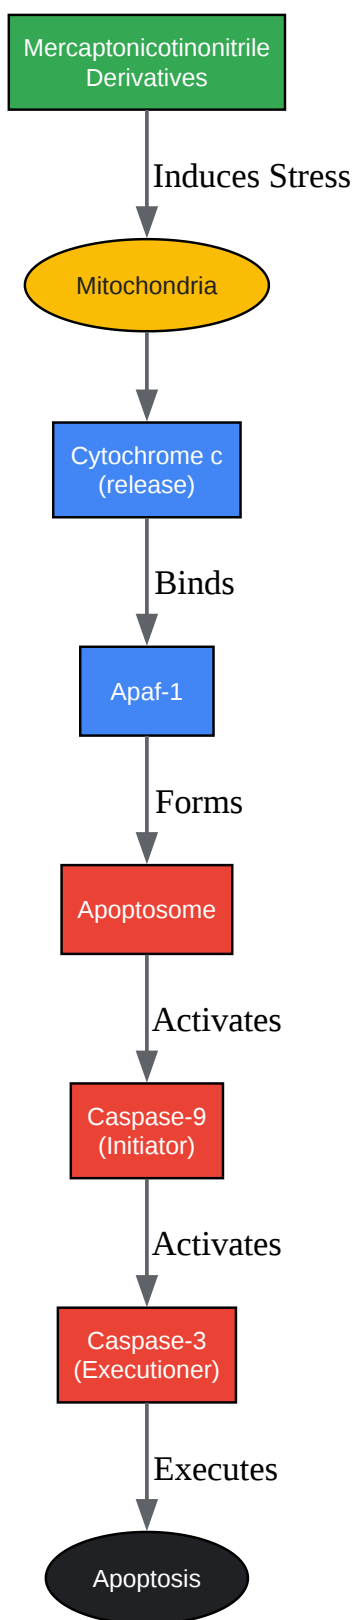 Mercaptonicotinonitrile
Derivatives
Induces Stress
Mitochondria
Cytochrome c
(release)
Binds
Apaf-1
Forms
Apoptosome
Activates
Caspase-9
(Initiator)
Activates
Caspase-3
(Executioner)
Executes
Apoptosis